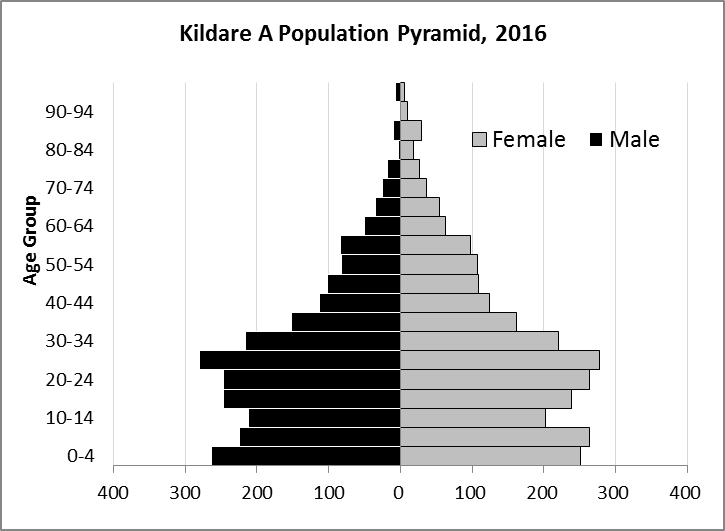 Kildare A Population Pyramid, 2016
Age Group
90-94
80-84
70-74
60-64
50-54
40-44
30-34
20-24
10-14
0-4
Female Male
400 300 200 100 0 100 200 300 400